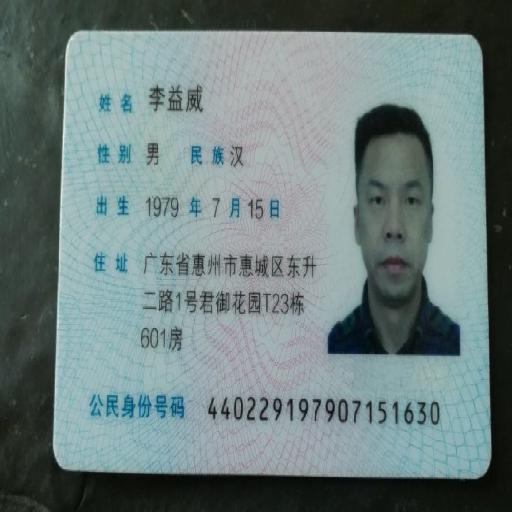 姓名 李益威
性别 男 民族 汉
出生 1979 年 7 月 15 日
住址 广东省惠州市惠城区东升
二路1号君御花园T23栋
601房
公民身份号码 440229197907151630